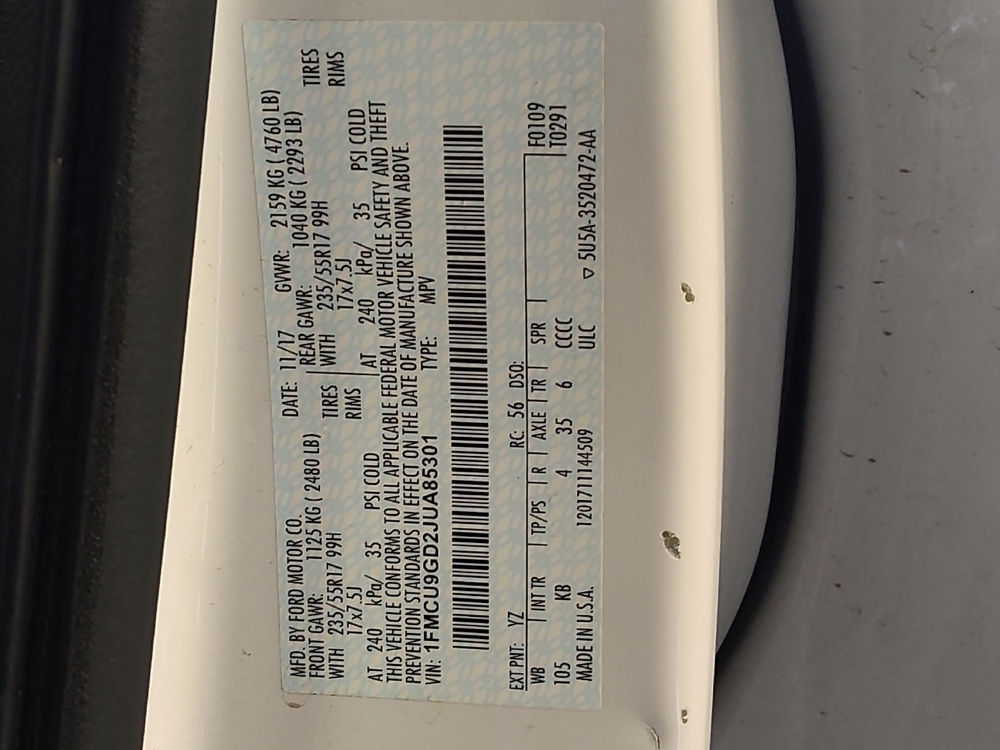 MFD. BY FORD MOTOR CO. DATE: 11/17 GVWR: 2159 KG ( 4760 LB)
FRONT GAWR: 1125 KG ( 2480 LB) REAR GAWR: 1040 KG ( 2293 LB)
WITH 235/55R17 99H TIRES WITH 235/55R17 99H TIRES
17x7.5J RIMS 17x7.5J RIMS
AT 240 kPa/ 35 PSI COLD AT 240 kPa/ 35 PSI COLD
THIS VEHICLE CONFORMS TO ALL APPLICABLE FEDERAL MOTOR VEHICLE SAFETY AND THEFT
PREVENTION STANDARDS IN EFFECT ON THE DATE OF MANUFACTURE SHOWN ABOVE.
VIN: 1FMCU9GD2JUA85301 TYPE: MPV
EXT PNT: YZ RC: 56 DSO: F0109
WB INT TR TP/PS R AXLE TR SPR T0291
105 KB 4 35 6 CCCC
MADE IN U.S.A. 1201711144509 ULC ▽ 5U5A-3520472-AA